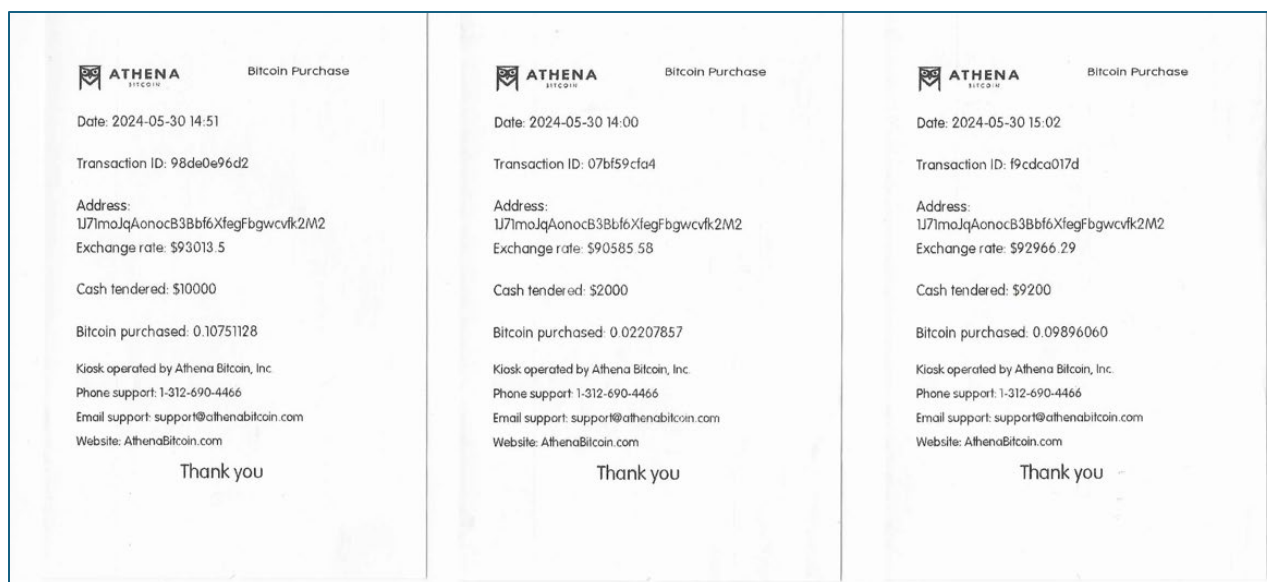 ATHENA
BITCOIN
Bitcoin Purchase
Date: 2024-05-30 14:51
Transaction ID: 98de0e96d2
Address:
1J71moJqAonocB3Bbf6XfegFbgwcvfk2M2
Exchange rate: $93013.5
Cash tendered: $10000
Bitcoin purchased: 0.10751128
Kiosk operated by Athena Bitcoin, Inc.
Phone support: 1-312-690-4466
Email support: support@athenabitcoin.com
Website: AthenaBitcoin.com
Thank you
ATHENA
BITCOIN
Bitcoin Purchase
Date: 2024-05-30 14:00
Transaction ID: 07bf59cfa4
Address:
1J71moJqAonocB3Bbf6XfegFbgwcvfk2M2
Exchange rate: $90585.58
Cash tendered: $2000
Bitcoin purchased: 0.02207857
Kiosk operated by Athena Bitcoin, Inc.
Phone support: 1-312-690-4466
Email support: support@athenabitcoin.com
Website: AthenaBitcoin.com
Thank you
ATHENA
BITCOIN
Bitcoin Purchase
Date: 2024-05-30 15:02
Transaction ID: f9cdca017d
Address:
1J71moJqAonocB3Bbf6XfegFbgwcvfk2M2
Exchange rate: $92966.29
Cash tendered: $9200
Bitcoin purchased: 0.09896060
Kiosk operated by Athena Bitcoin, Inc.
Phone support: 1-312-690-4466
Email support: support@athenabitcoin.com
Website: AthenaBitcoin.com
Thank you